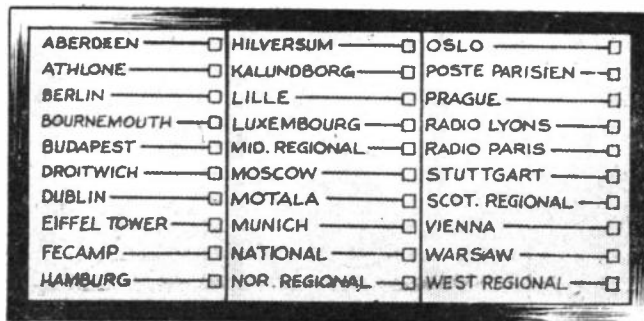 ABERDEEN
ATHLONE
BERLIN
BOURNEMOUTH
BUDAPEST
DROITWICH
DUBLIN
EIFFEL TOWER
FECAMP
HAMBURG
HILVERSUM
KALUNDBORG
LILLE
LUXEMBOURG
MID. REGIONAL
MOSCOW
MOTALA
MUNICH
NATIONAL
NOR. REGIONAL
OSLO
POSTE PARISIEN
PRAGUE
RADIO LYONS
RADIO PARIS
STUTTGART
SCOT. REGIONAL
VIENNA
WARSAW
WEST REGIONAL